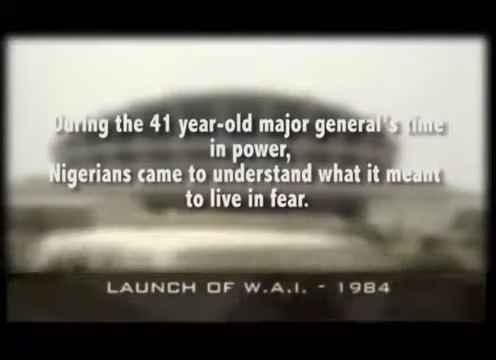 During the 41 year-old major general's time
in power,
Nigerians came to understand what it meant
to live in fear.
LAUNCH OF W.A.I. - 1984